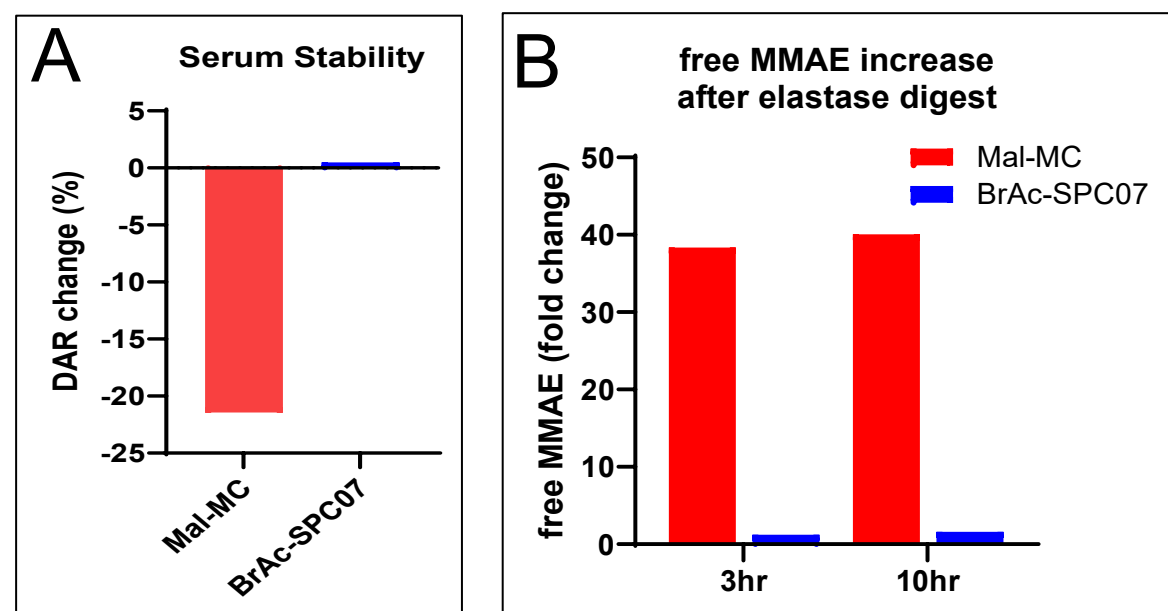 A
Serum Stability
DAR change (%)
5
0
-5
-10
-15
-20
-25
Mal-MC
BrAc-SPC07
B
free MMAE increase
after elastase digest
Mal-MC
BrAc-SPC07
free MMAE (fold change)
50
40
30
20
10
0
3hr
10hr